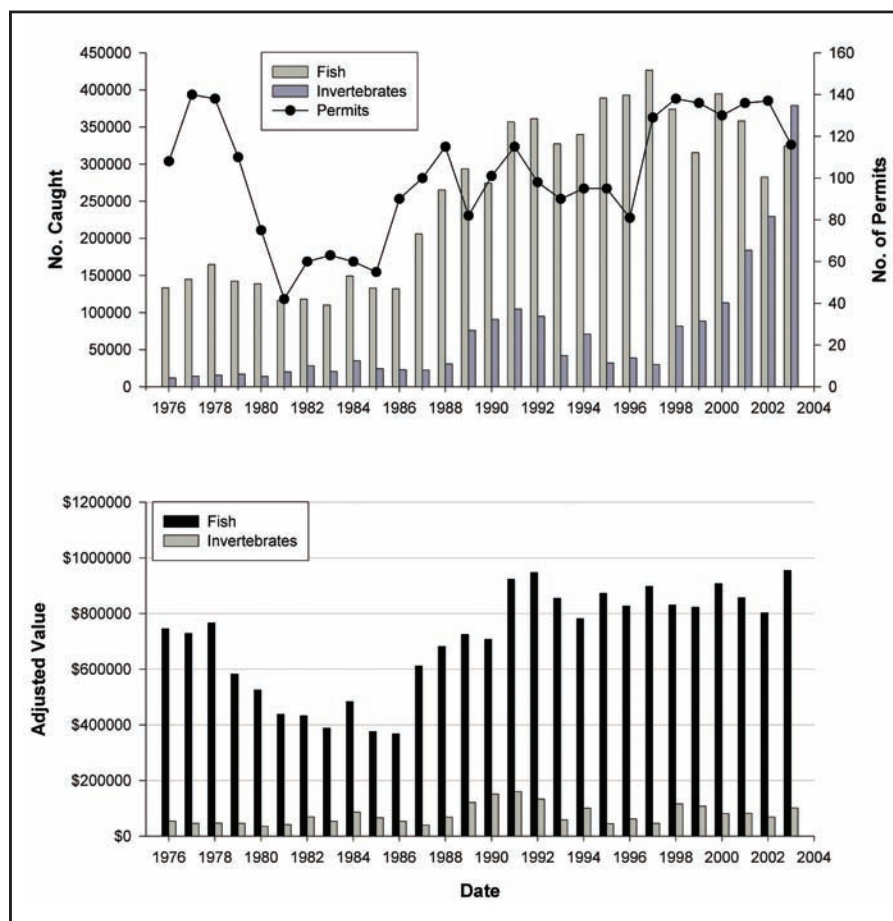 450000
400000
350000
300000
250000
200000
150000
100000
50000
0
No. Caught
Fish
Invertebrates
Permits
160
140
120
100
80
60
40
20
0
No. of Permits
1976 1978 1980 1982 1984 1986 1988 1990 1992 1994 1996 1998 2000 2002 2004
$1200000
$1000000
$800000
$600000
$400000
$200000
$0
Adjusted Value
Fish
Invertebrates
1976 1978 1980 1982 1984 1986 1988 1990 1992 1994 1996 1998 2000 2002 2004
Date